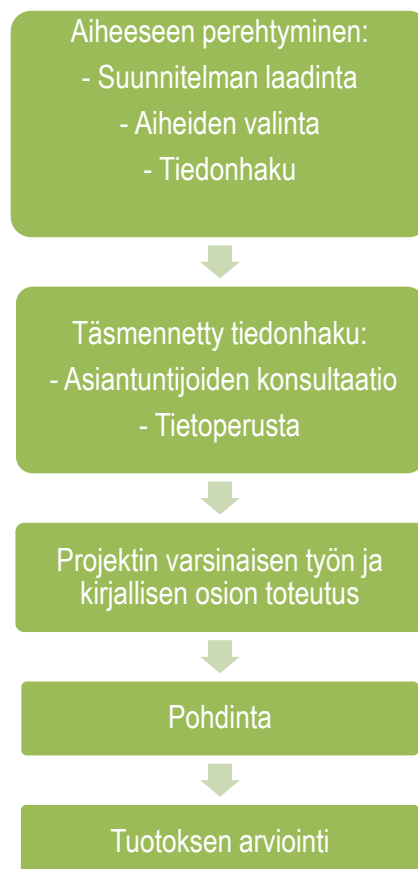 Aiheeseen perehtyminen:
- Suunnitelman laadinta
- Aiheiden valinta
- Tiedonhaku
Täsmennetty tiedonhaku:
- Asiantuntijoiden konsultaatio
- Tietoperusta
Projektin varsinaisen työn ja
kirjallisen osion toteutus
Pohdinta
Tuotoksen arviointi